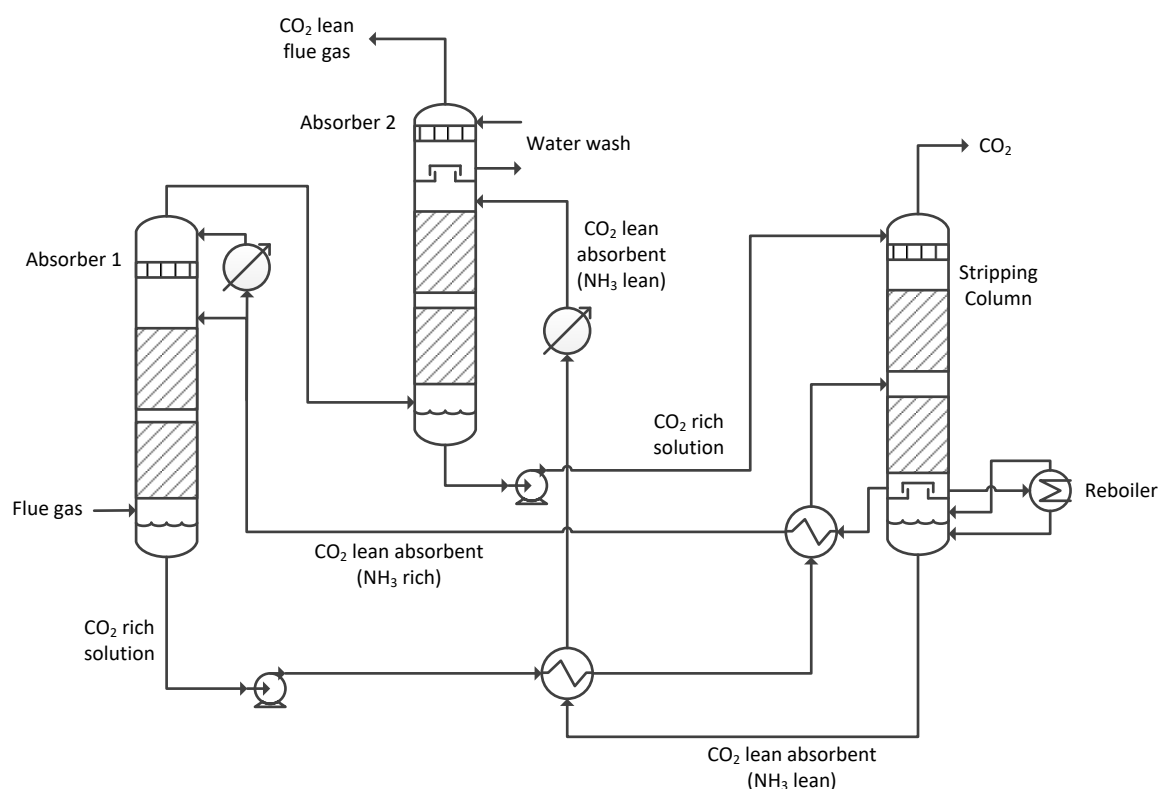 CO₂ lean
flue gas
Absorber 2
Water wash
CO₂
Absorber 1
CO₂ lean
absorbent
(NH₃ lean)
Stripping
Column
CO₂ rich
solution
Reboiler
Flue gas
CO₂ lean absorbent
(NH₃ rich)
CO₂ rich
solution
CO₂ lean absorbent
(NH₃ lean)